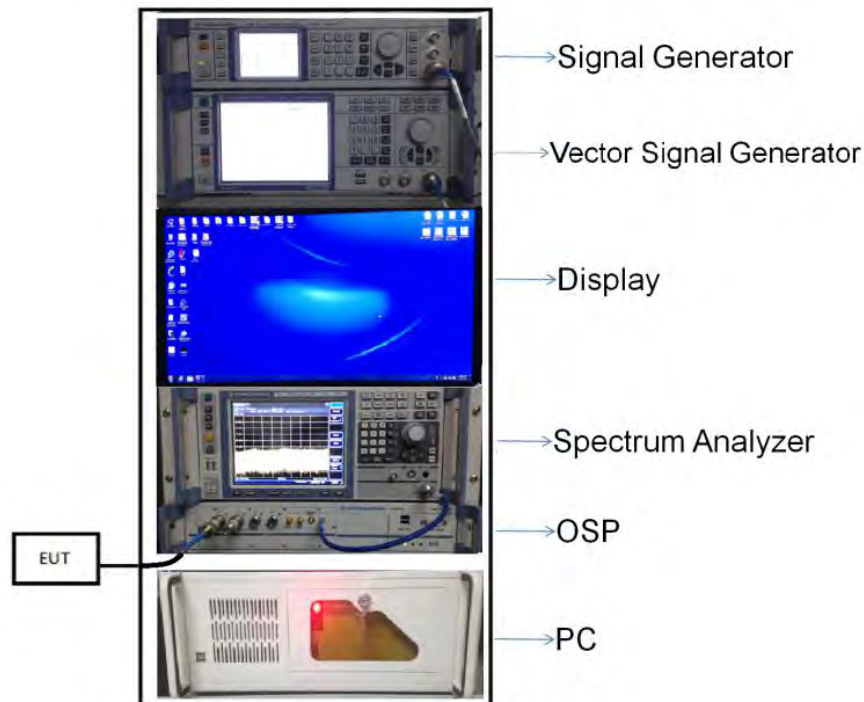 Signal Generator
Vector Signal Generator
Display
Spectrum Analyzer
OSP
EUT
PC